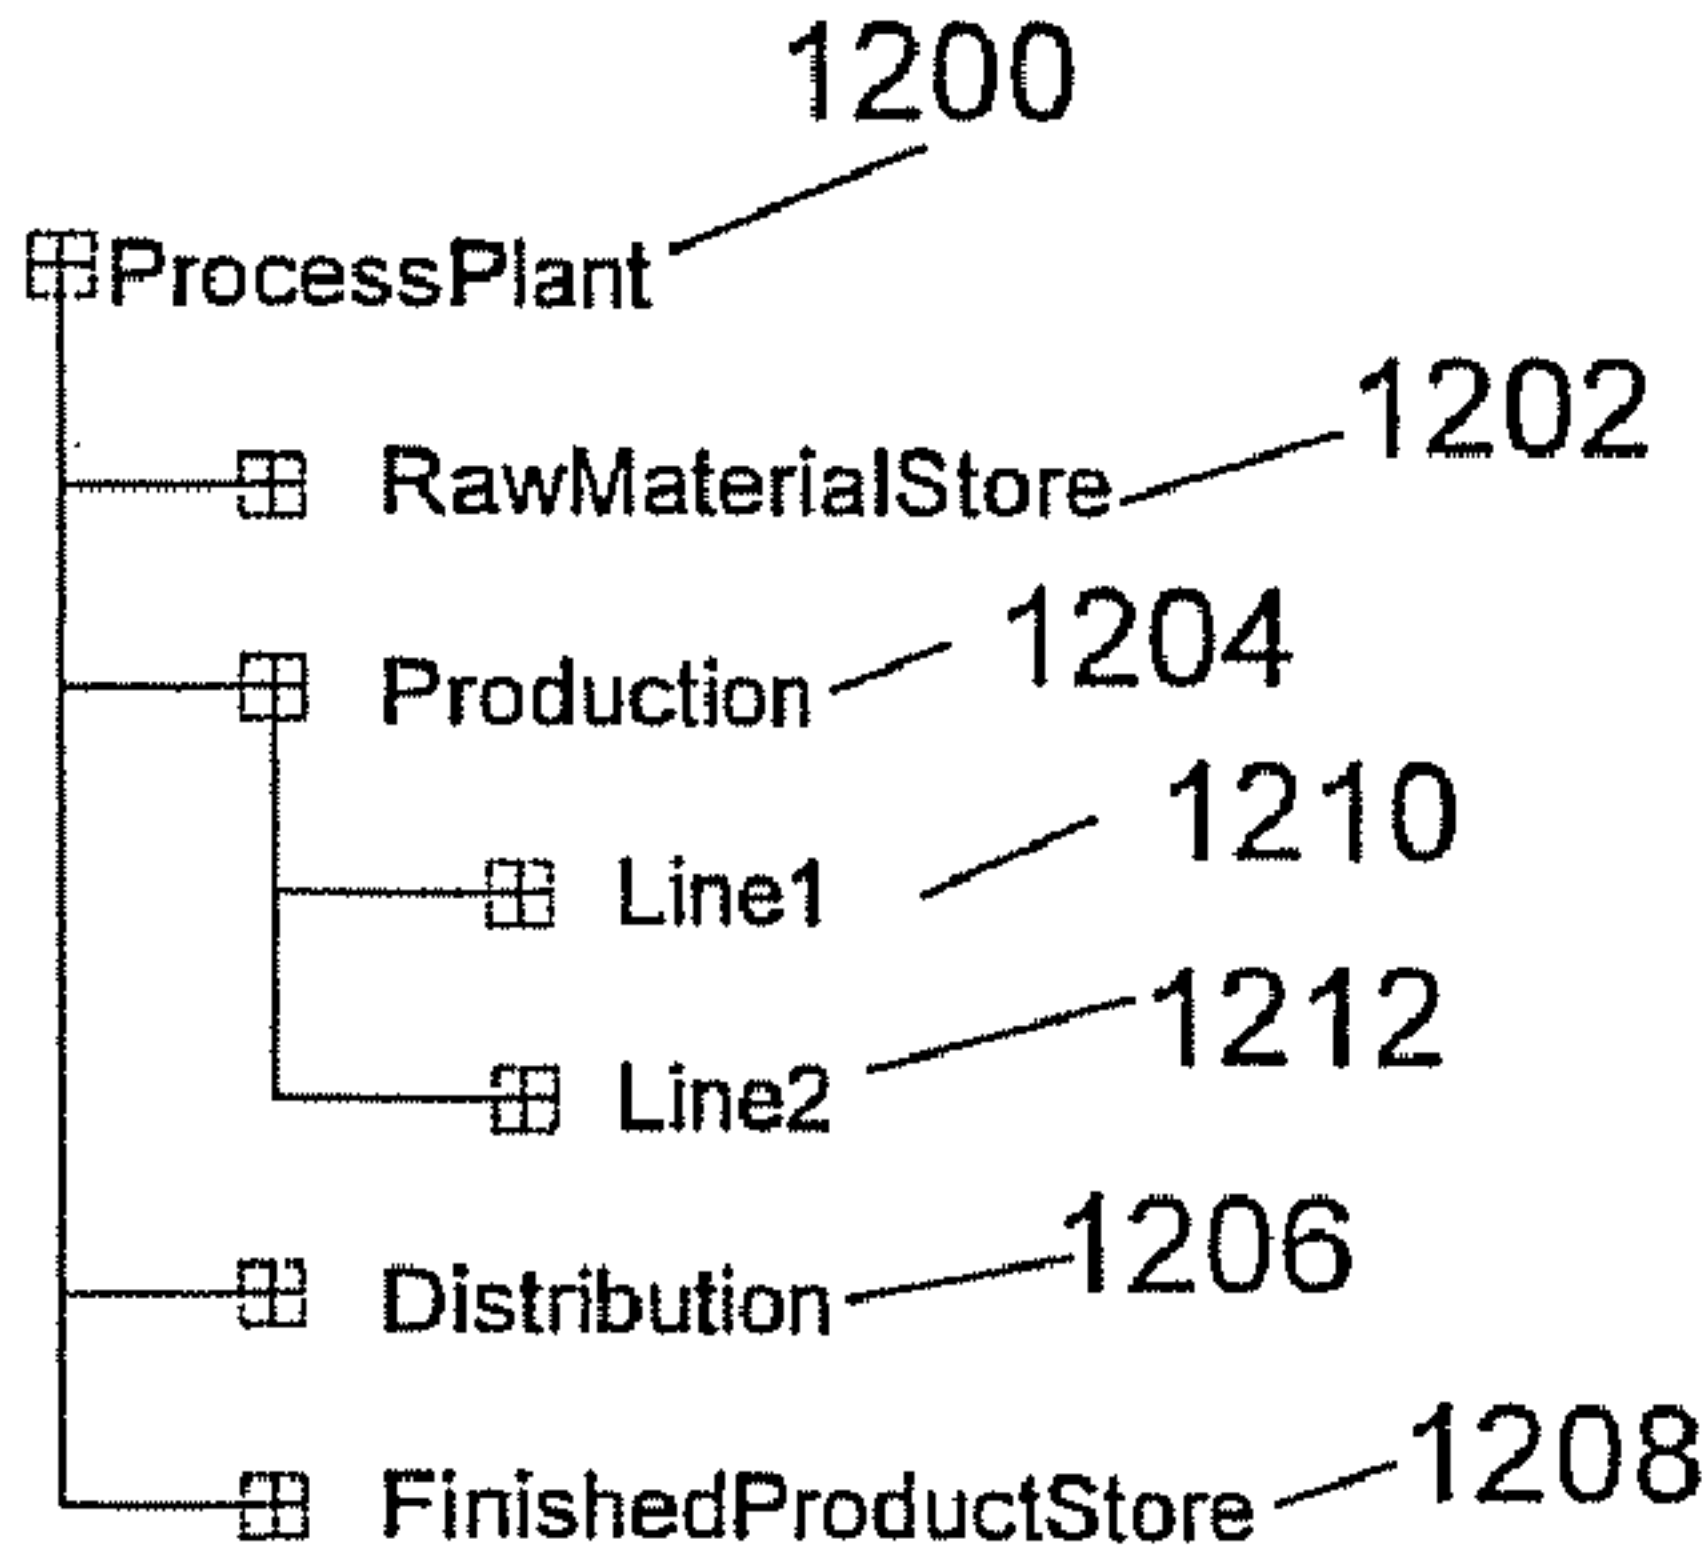 1200
ProcessPlant
1202
RawMaterialStore
1204
Production
1210
Line1
1212
Line2
1206
Distribution
1208
FinishedProductStore